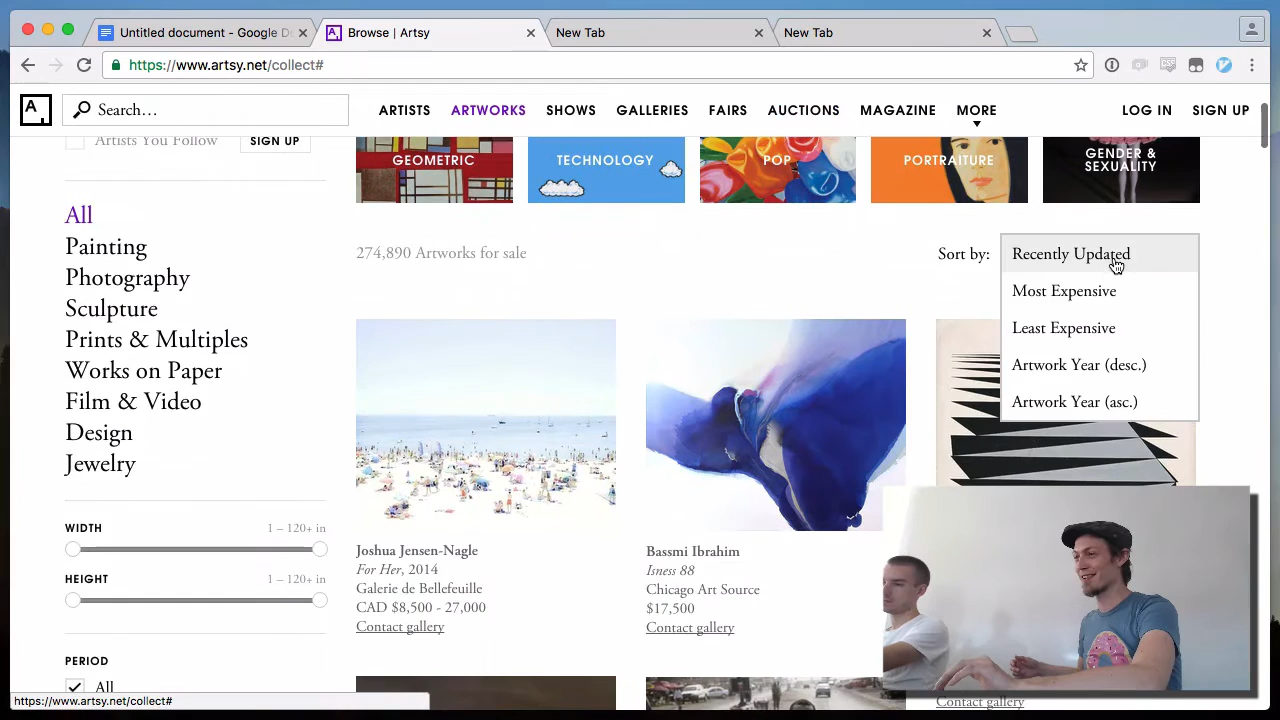 Untitled document - Google D
Browse | Artsy
New Tab
New Tab
https://www.artsy.net/collect#
A,
Search…
ARTISTS
ARTWORKS
SHOWS
GALLERIES
FAIRS
AUCTIONS
MAGAZINE
MORE
LOG IN
SIGN UP
Artists You Follow
SIGN UP
GEOMETRIC
TECHNOLOGY
POP
PORTRAITURE
GENDER &
SEXUALITY
All
Painting
Photography
Sculpture
Prints & Multiples
Works on Paper
Film & Video
Design
Jewelry
274,890 Artworks for sale
Sort by:
Recently Updated
Most Expensive
Least Expensive
Artwork Year (desc.)
Artwork Year (asc.)
WIDTH
1 – 120+ in
HEIGHT
1 – 120+ in
PERIOD
All
Joshua Jensen-Nagle
For Her, 2014
Galerie de Bellefeuille
CAD $8,500 - 27,000
Contact gallery
Bassmi Ibrahim
Isness 88
Chicago Art Source
$17,500
Contact gallery
Contact gallery
https://www.artsy.net/collect#